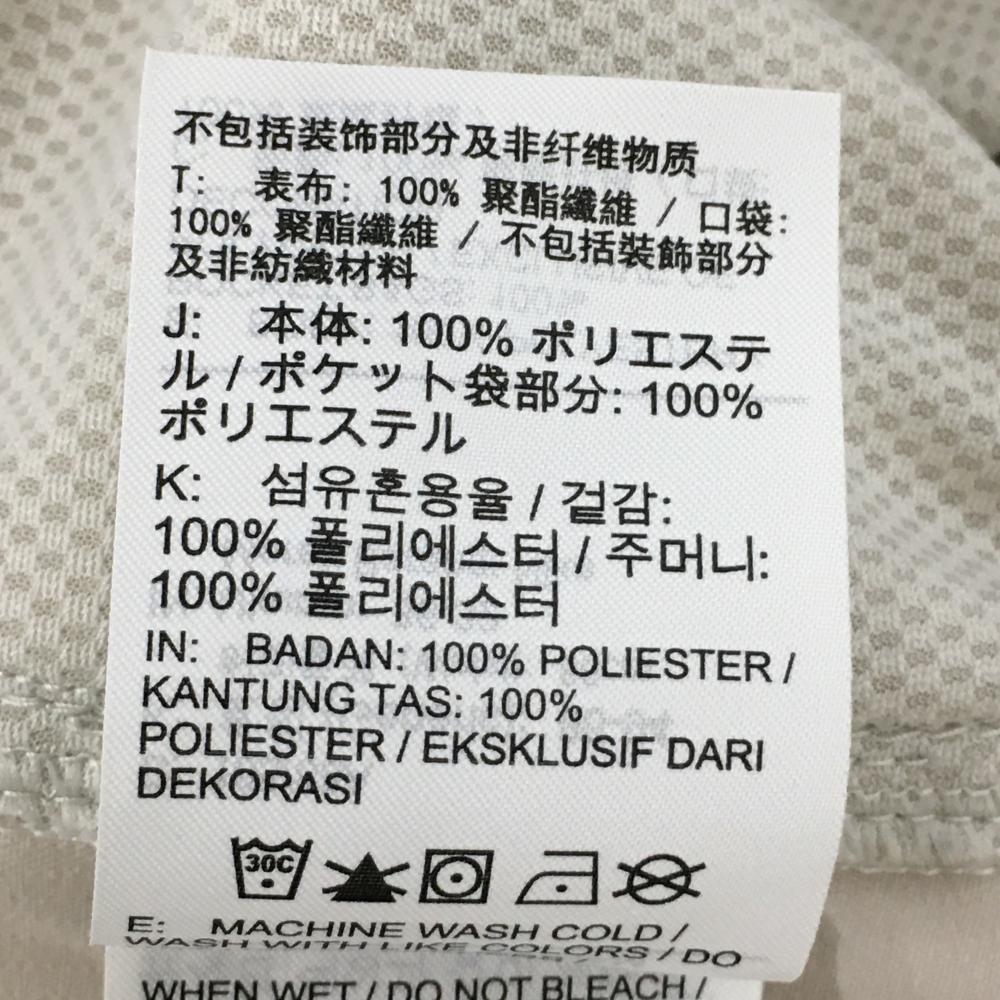 不包括装饰部分及非纤维物质
T: 表布: 100% 聚酯纖維 / 口袋:
100% 聚酯纖維 / 不包括裝飾部分
及非紡織材料
J: 本体: 100% ポリエステ
ル / ポケット袋部分: 100%
ポリエステル
K: 섬유혼용율 / 겉감:
100% 폴리에스터 / 주머니:
100% 폴리에스터
IN: BADAN: 100% POLIESTER /
KANTUNG TAS: 100%
POLIESTER / EKSKLUSIF DARI
DEKORASI
30C
E: MACHINE WASH COLD /
WASH WITH LIKE COLORS / DO
WHEN WET / DO NOT BLEACH /